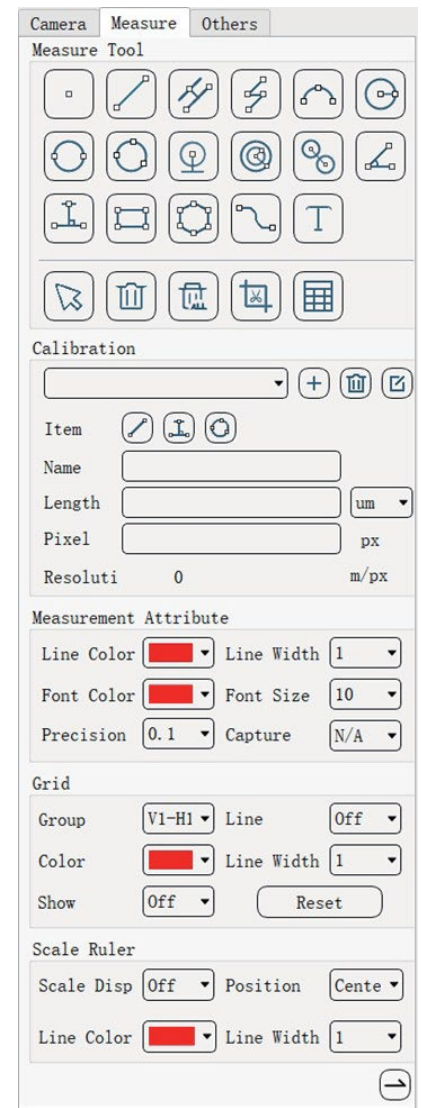 Camera Measure Others
Measure Tool
T
ALL
Calibration
Item
Name
Length um
Pixel px
Resoluti 0 m/px
Measurement Attribute
Line Color Line Width 1
Font Color Font Size 10
Precision 0.1 Capture N/A
Grid
Group V1-H1 Line Off
Color Line Width 1
Show Off Reset
Scale Ruler
Scale Disp Off Position Cente
Line Color Line Width 1